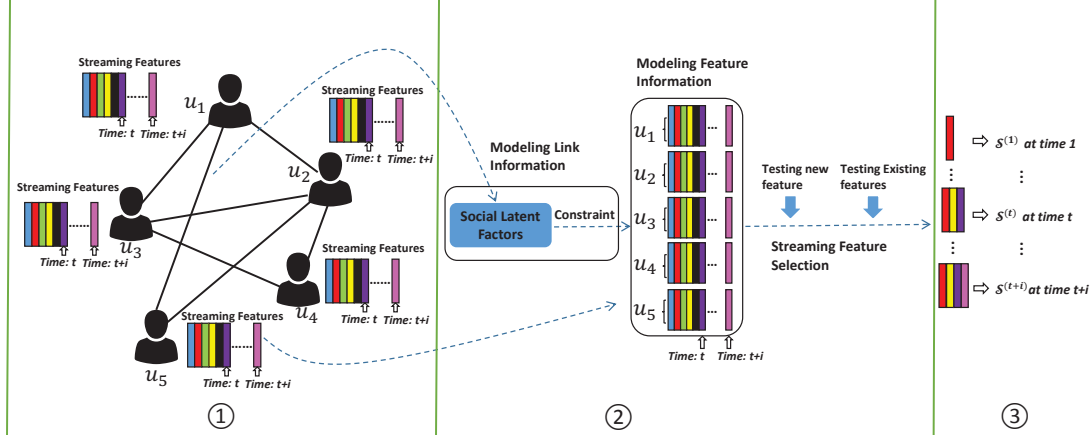 Streaming Features
u1
Time: t Time: t+i
Streaming Features
u2
Time: t Time: t+i
Streaming Features
u3
Time: t Time: t+i
Streaming Features
u4
Time: t Time: t+i
Streaming Features
u5
Time: t Time: t+i
①
Modeling Link
Information
Social Latent
Factors
Constraint
Modeling Feature
Information
u1
u2
u3
u4
u5
Time: t Time: t+i
Testing new
feature
Testing Existing
features
Streaming Feature
Selection
②
S(1) at time 1
S(t) at time t
S(t+i) at time t+i
③